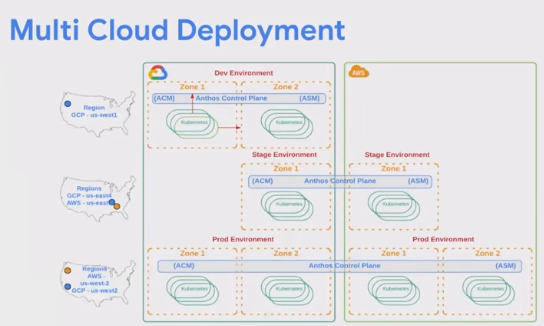 Multi Cloud Deployment
AWS
Dev Environment
Zone 1
Zone 2
(ACM) Anthos Control Plane (ASM)
Region
GCP - us-west1
Kubernetes
Kubernetes
Stage Environment
Stage Environment
Zone 1
Zone 1
(ACM) Anthos Control Plane (ASM)
Regions
GCP - us-east4
AWS - us-east
Kubernetes
Kubernetes
Prod Environment
Prod Environment
Zone 1
Zone 2
Zone 1
Zone 2
(ACM) Anthos Control Plane (ASM)
Regions
AWS -
us-west-2
GCP - us-west2
Kubernetes
Kubernetes
Kubernetes
Kubernetes